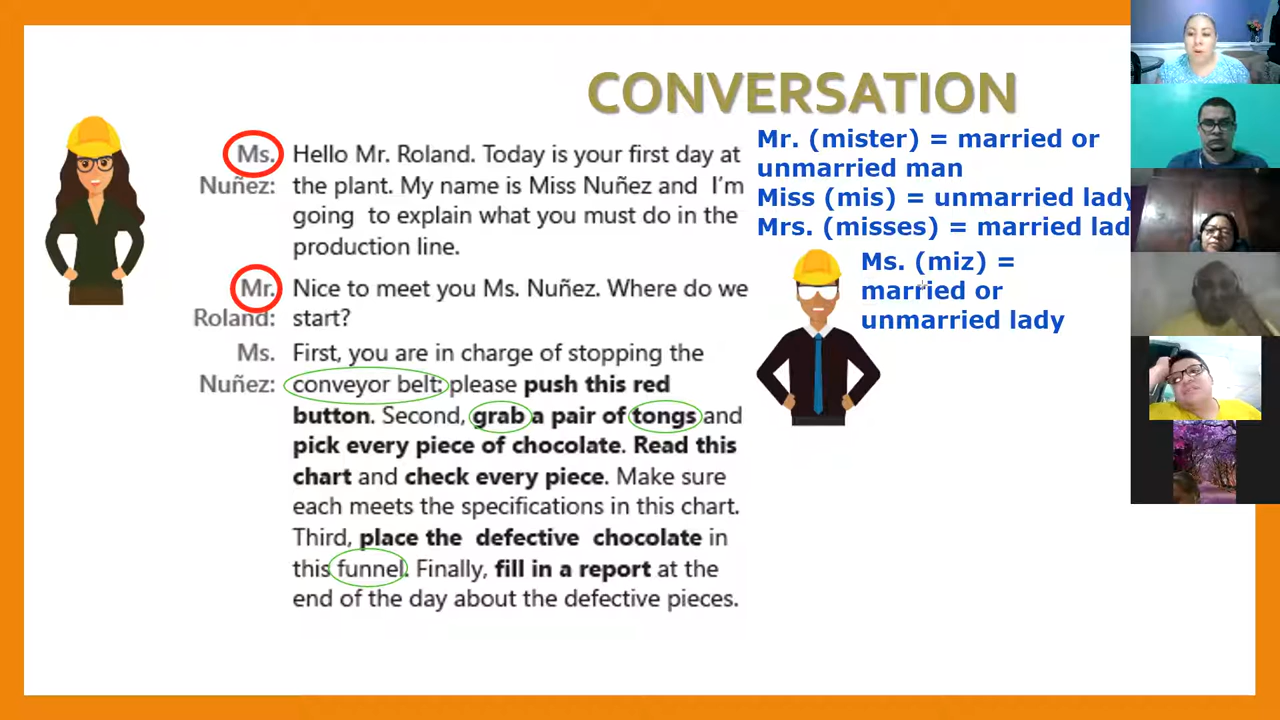 CONVERSATION
Ms. Hello Mr. Roland. Today is your first day at
Nuñez: the plant. My name is Miss Nuñez and I'm
going to explain what you must do in the
production line.
Mr. Nice to meet you Ms. Nuñez. Where do we
Roland: start?
Ms. First, you are in charge of stopping the
Nuñez: conveyor belt: please push this red
button. Second, grab a pair of tongs and
pick every piece of chocolate. Read this
chart and check every piece. Make sure
each meets the specifications in this chart.
Third, place the defective chocolate in
this funnel. Finally, fill in a report at the
end of the day about the defective pieces.
Mr. (mister) = married or
unmarried man
Miss (mis) = unmarried lady
Mrs. (misses) = married lad
Ms. (miz) =
married or
unmarried lady